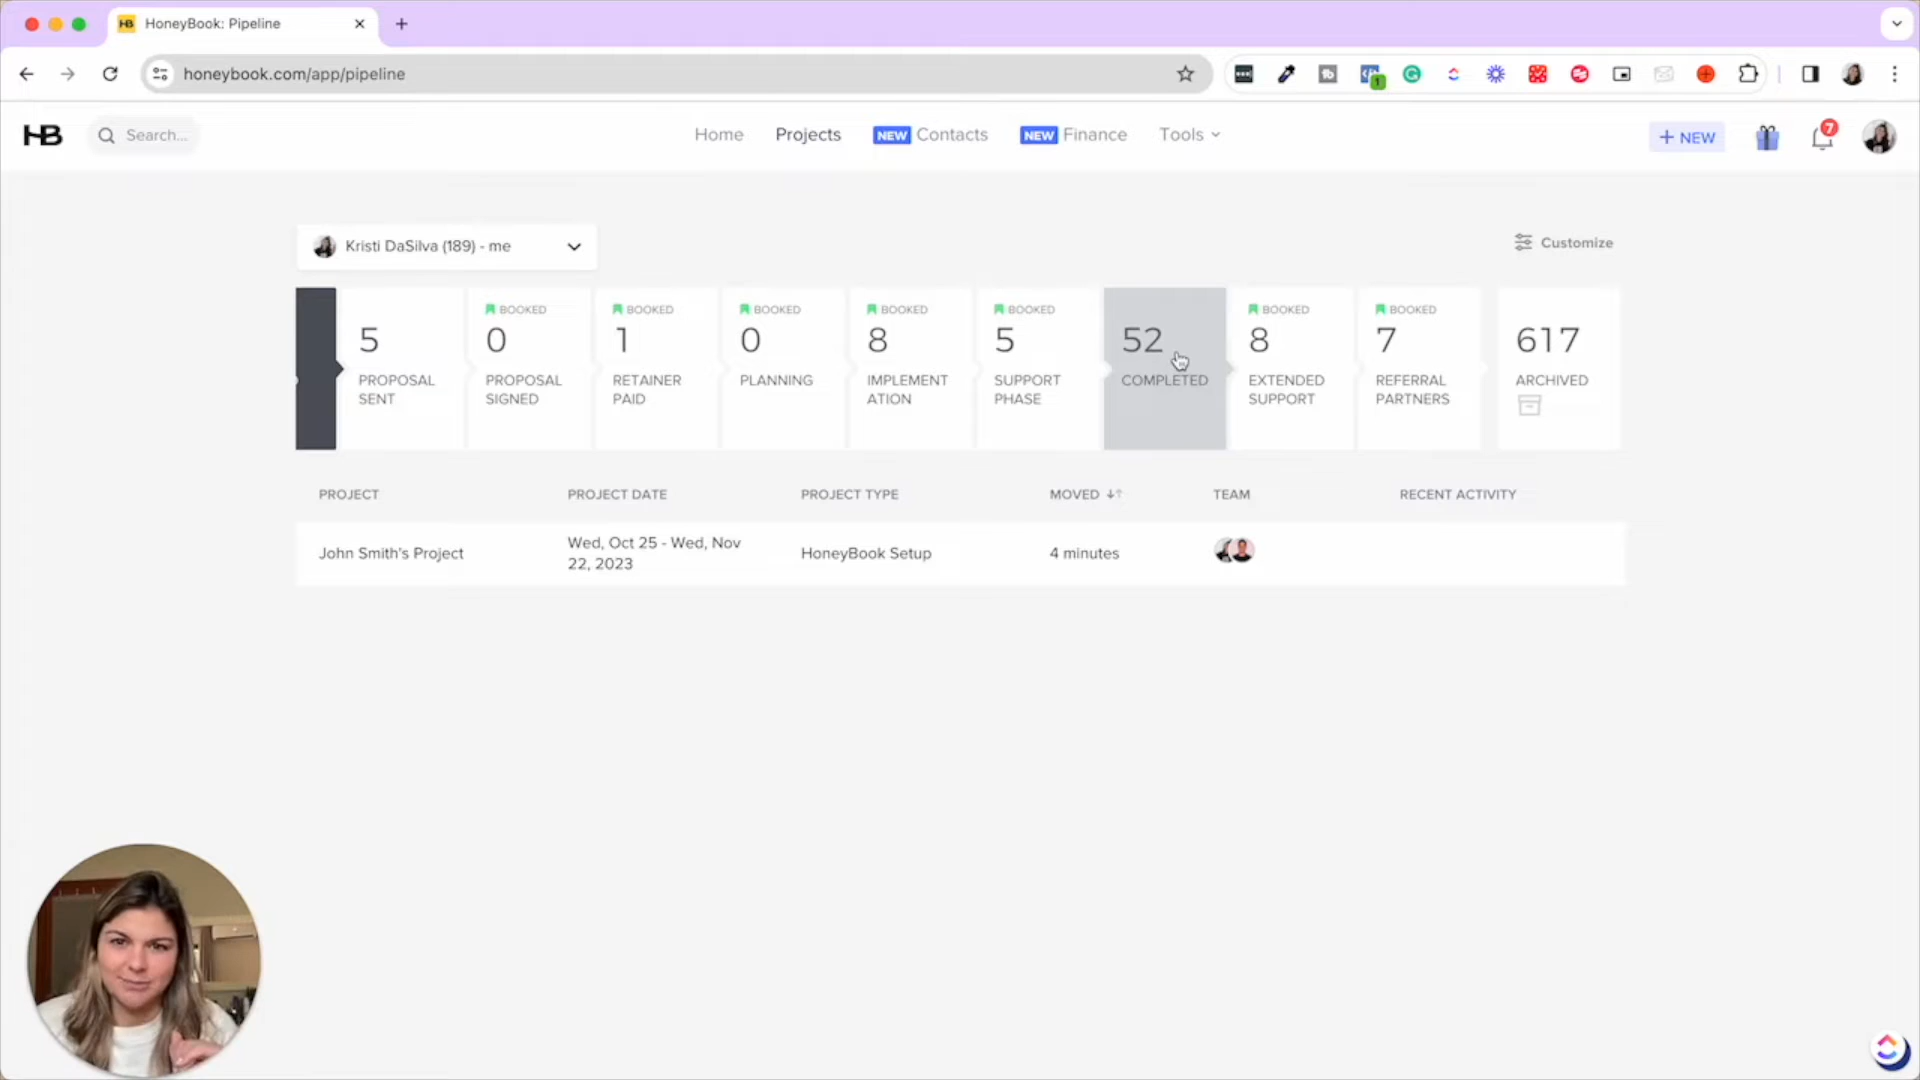 HB HoneyBook: Pipeline
honeybook.com/app/pipeline
1
HB
Search...
Home
Projects
NEW Contacts
NEW Finance
Tools
+ NEW
7
Kristi DaSilva (189) - me
Customize
5
PROPOSAL
SENT
BOOKED
0
PROPOSAL
SIGNED
BOOKED
1
RETAINER
PAID
BOOKED
0
PLANNING
BOOKED
8
IMPLEMENT
ATION
BOOKED
5
SUPPORT
PHASE
52
COMPLETED
BOOKED
8
EXTENDED
SUPPORT
BOOKED
7
REFERRAL
PARTNERS
617
ARCHIVED
PROJECT
PROJECT DATE
PROJECT TYPE
MOVED
TEAM
RECENT ACTIVITY
John Smith's Project
Wed, Oct 25 - Wed, Nov
22, 2023
HoneyBook Setup
4 minutes